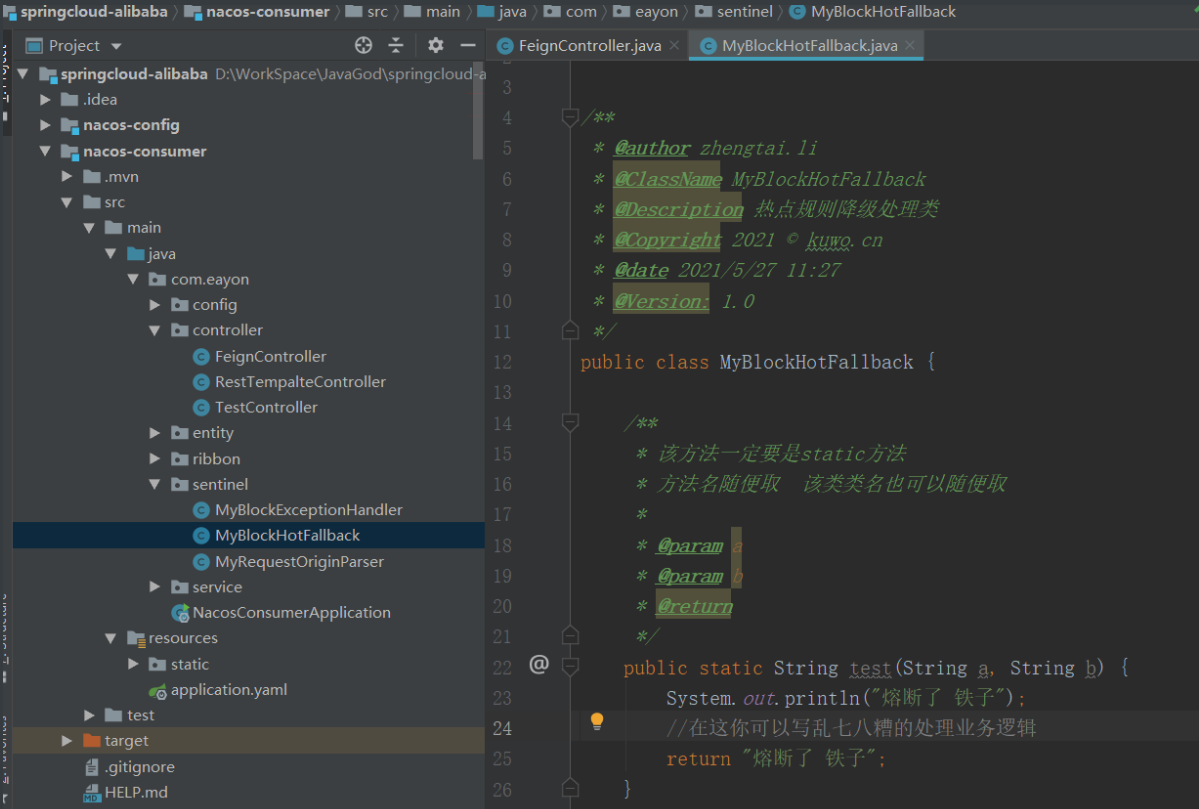 springcloud-alibaba nacos-consumer src main java com eayon sentinel MyBlockHotFallback
Project
FeignController.java
MyBlockHotFallback.java
springcloud-alibaba D:\WorkSpace\JavaGod\springcloud-a
.idea
nacos-config
nacos-consumer
.mvn
src
main
java
com.eayon
config
controller
FeignController
RestTempalteController
TestController
entity
ribbon
sentinel
MyBlockExceptionHandler
MyBlockHotFallback
MyRequestOriginParser
service
NacosConsumerApplication
resources
static
application.yaml
test
target
.gitignore
HELP.md
3
4 /**
5 * @author zhengtai.li
6 * @ClassName MyBlockHotFallback
7 * @Description 热点规则降级处理类
8 * @Copyright 2021 © kuwo.cn
9 * @date 2021/5/27 11:27
10 * @Version: 1.0
11 */
12 public class MyBlockHotFallback {
13
14 /**
15 * 该方法一定要是static方法
16 * 方法名随便取 该类类名也可以随便取
17 *
18 * @param a
19 * @param b
20 * @return
21 */
22 @ public static String test(String a, String b) {
23 System.out.println("熔断了 铁子");
24 //在这你可以写乱七八糟的处理业务逻辑
25 return "熔断了 铁子";
26 }